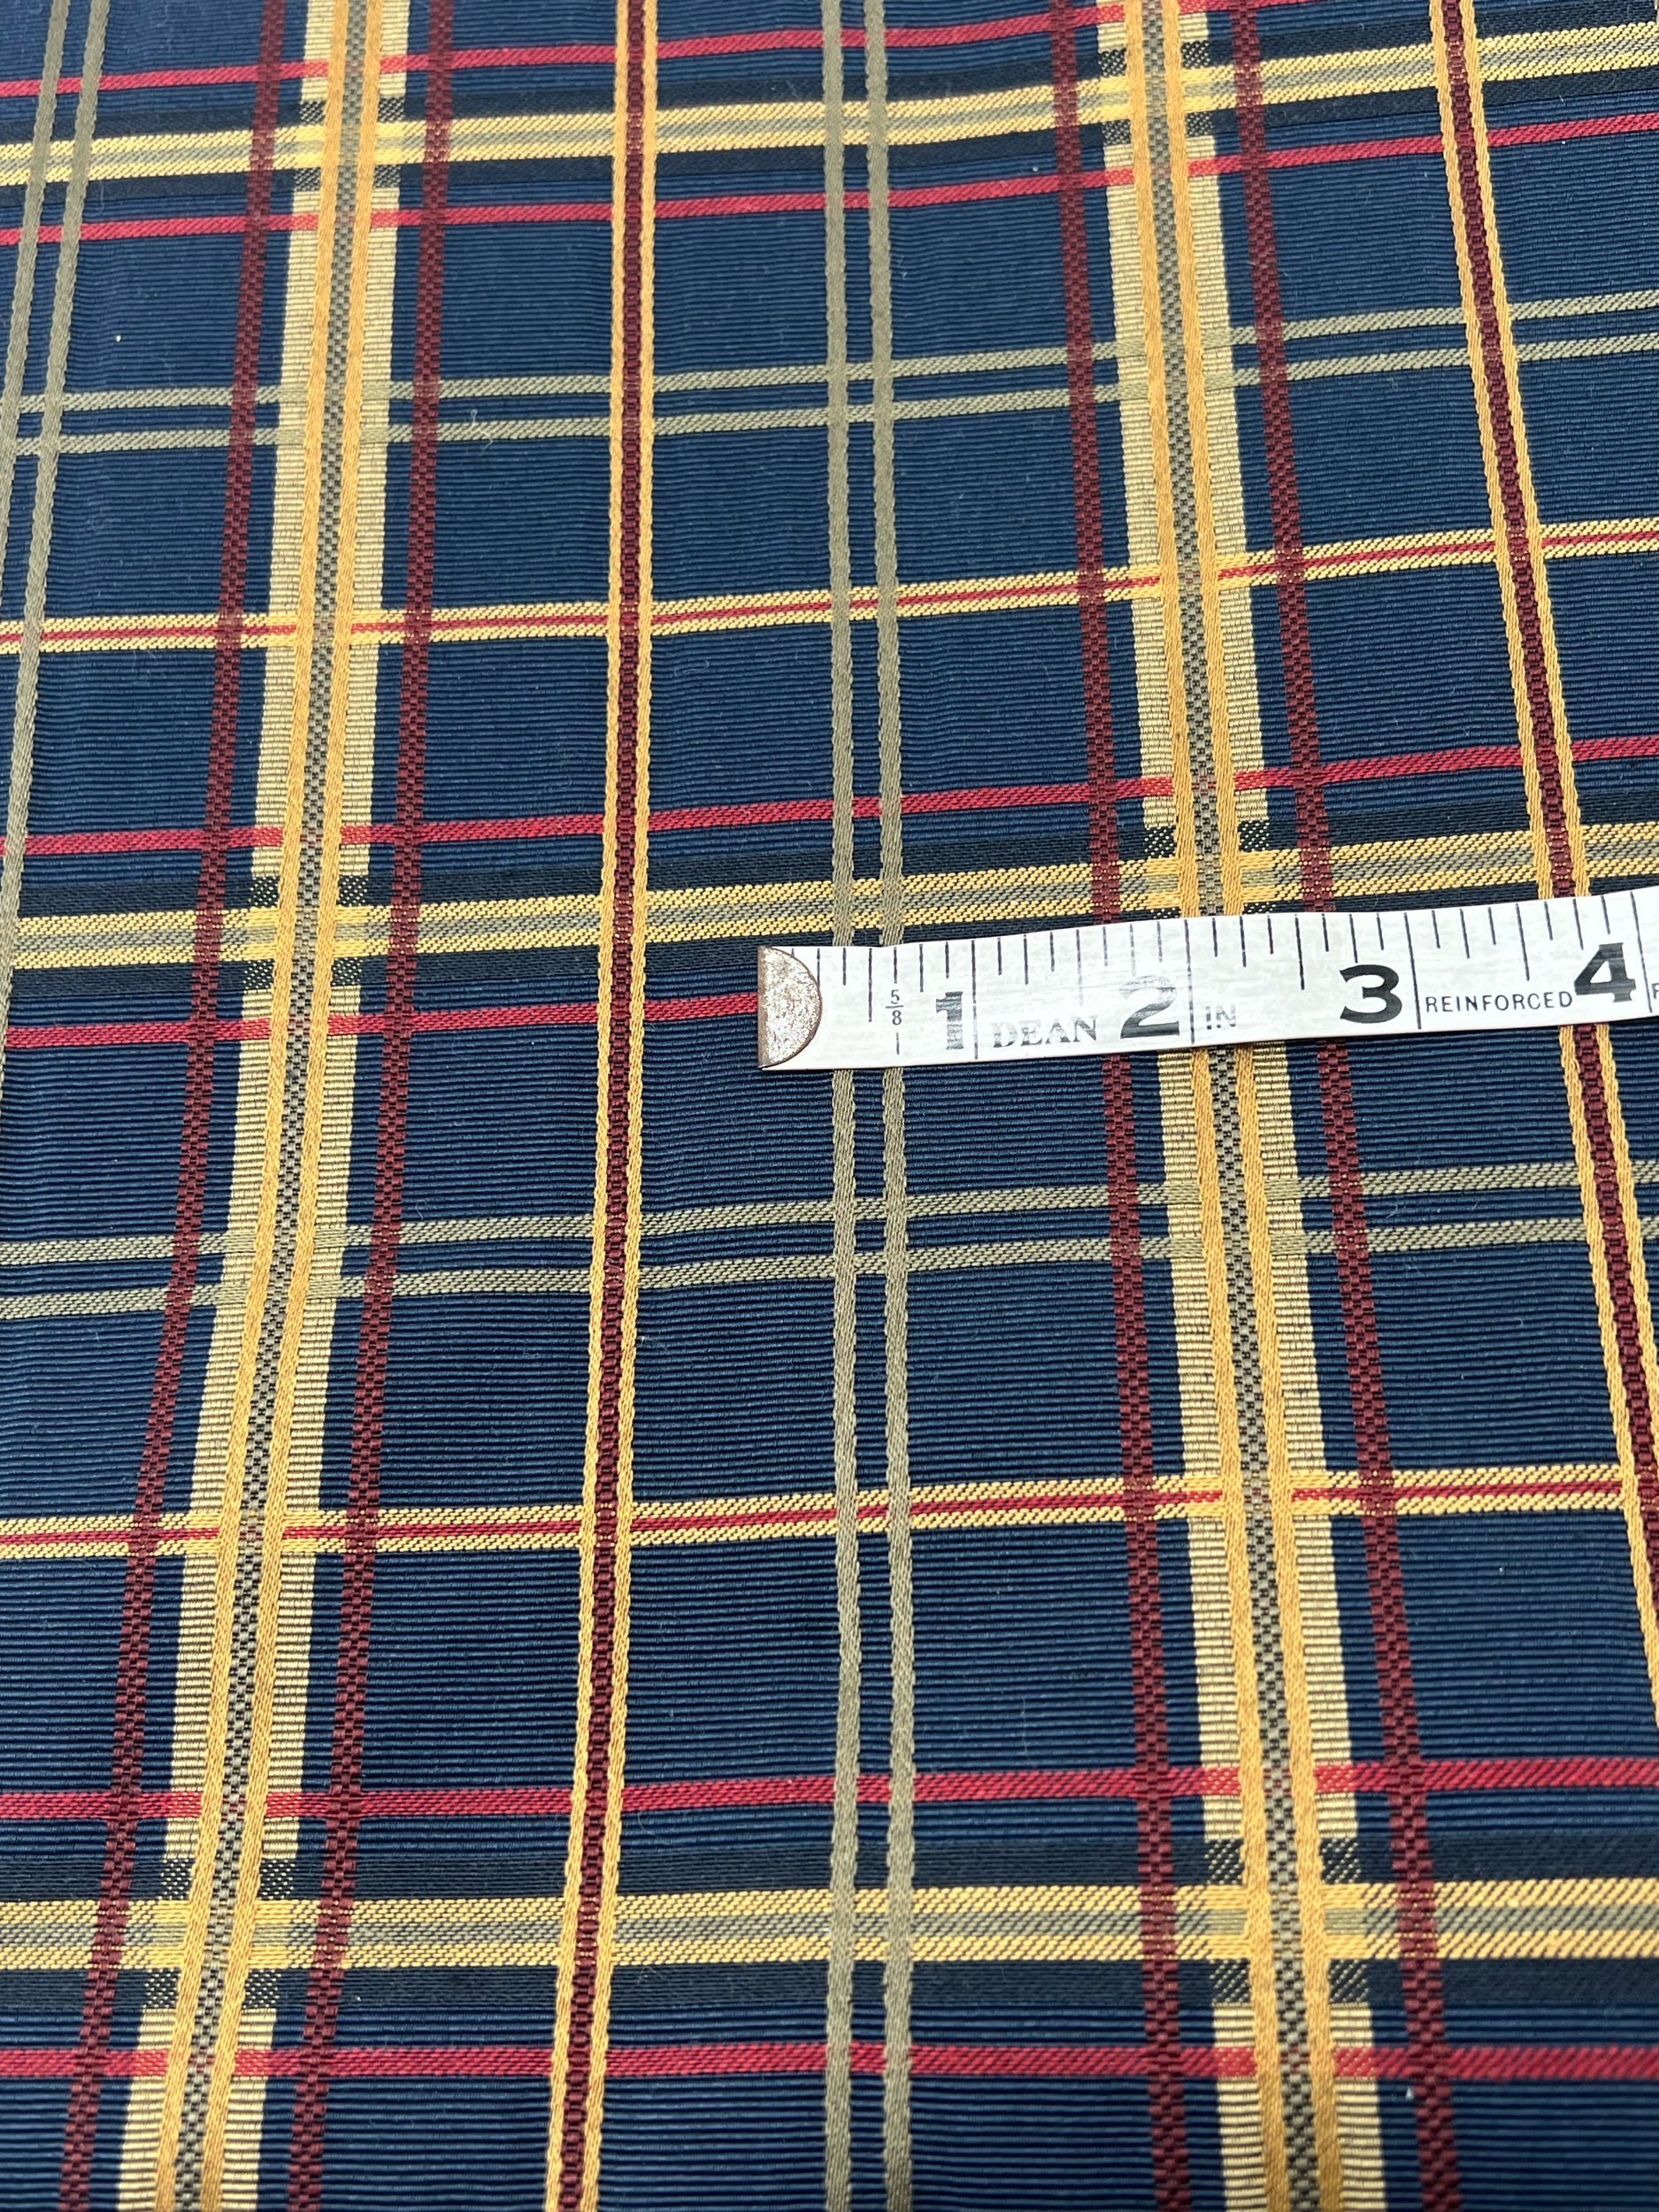 5/8 1 DEAN 2 IN 3 REINFORCED 4